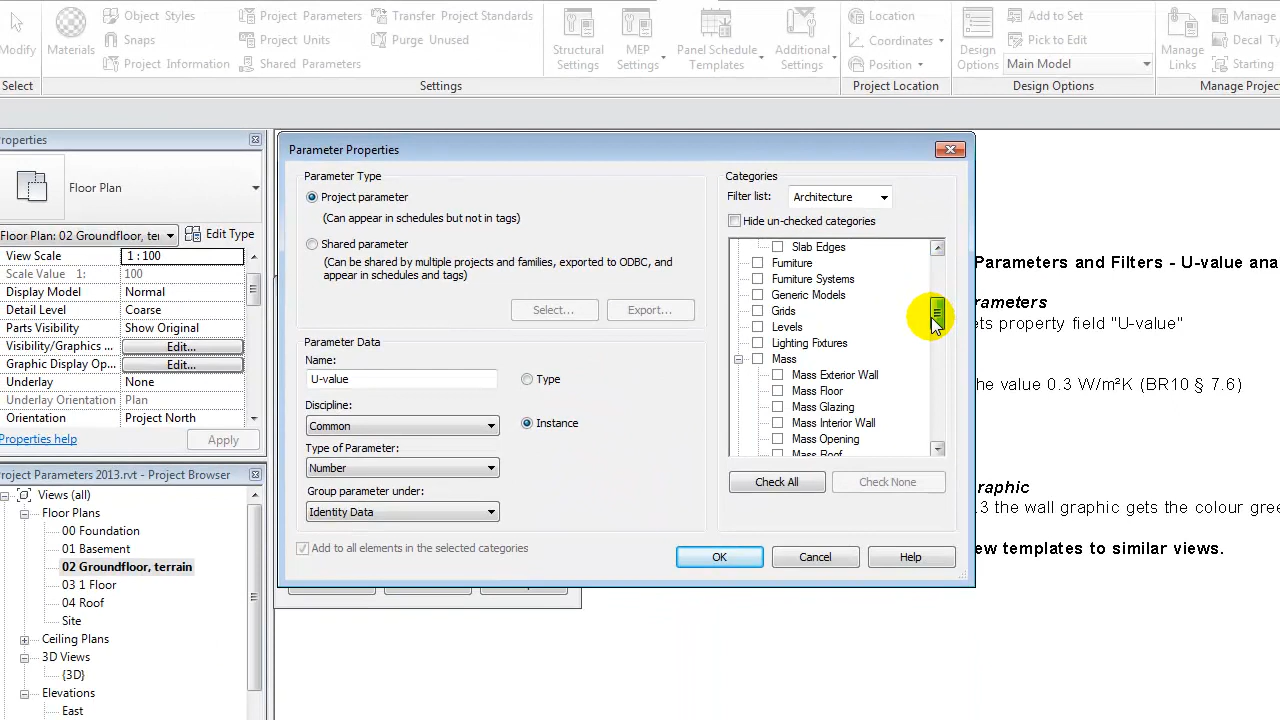 Object Styles
Project Parameters
Transfer Project Standards
Location
Add to Set
Manage
Modify
Materials
Snaps
Project Units
Purge Unused
Structural Settings
MEP Settings
Panel Schedule Templates
Additional Settings
Coordinates
Design Options
Pick to Edit
Manage Links
Decal Ty
Project Information
Shared Parameters
Position
Main Model
Starting
Select
Settings
Project Location
Design Options
Manage Projec
roperties
Floor Plan
Floor Plan: 02 Groundfloor, ter
Edit Type
View Scale
1 : 100
Scale Value 1:
100
Display Model
Normal
Detail Level
Coarse
Parts Visibility
Show Original
Visibility/Graphics ...
Edit...
Graphic Display Op...
Edit...
Underlay
None
Underlay Orientation
Plan
Orientation
Project North
Properties help
Apply
Project Parameters 2013.rvt - Project Browser
Views (all)
Floor Plans
00 Foundation
01 Basement
02 Groundfloor, terrain
03 1 Floor
04 Roof
Site
Ceiling Plans
3D Views
{3D}
Elevations
East
Parameter Properties
Parameter Type
Project parameter
(Can appear in schedules but not in tags)
Shared parameter
(Can be shared by multiple projects and families, exported to ODBC, and
appear in schedules and tags)
Select...
Export...
Parameter Data
Name:
U-value
Type
Discipline:
Common
Instance
Type of Parameter:
Number
Group parameter under:
Identity Data
Add to all elements in the selected categories
Categories
Filter list:
Architecture
Hide un-checked categories
Slab Edges
Furniture
Furniture Systems
Generic Models
Grids
Levels
Lighting Fixtures
Mass
Mass Exterior Wall
Mass Floor
Mass Glazing
Mass Interior Wall
Mass Opening
Mass Roof
Check All
Check None
OK
Cancel
Help
Parameters and Filters - U-value ana
rameters
ets property field "U-value"
he value 0.3 W/m²K (BR10 § 7.6)
raphic
.3 the wall graphic gets the colour gree
ew templates to similar views.